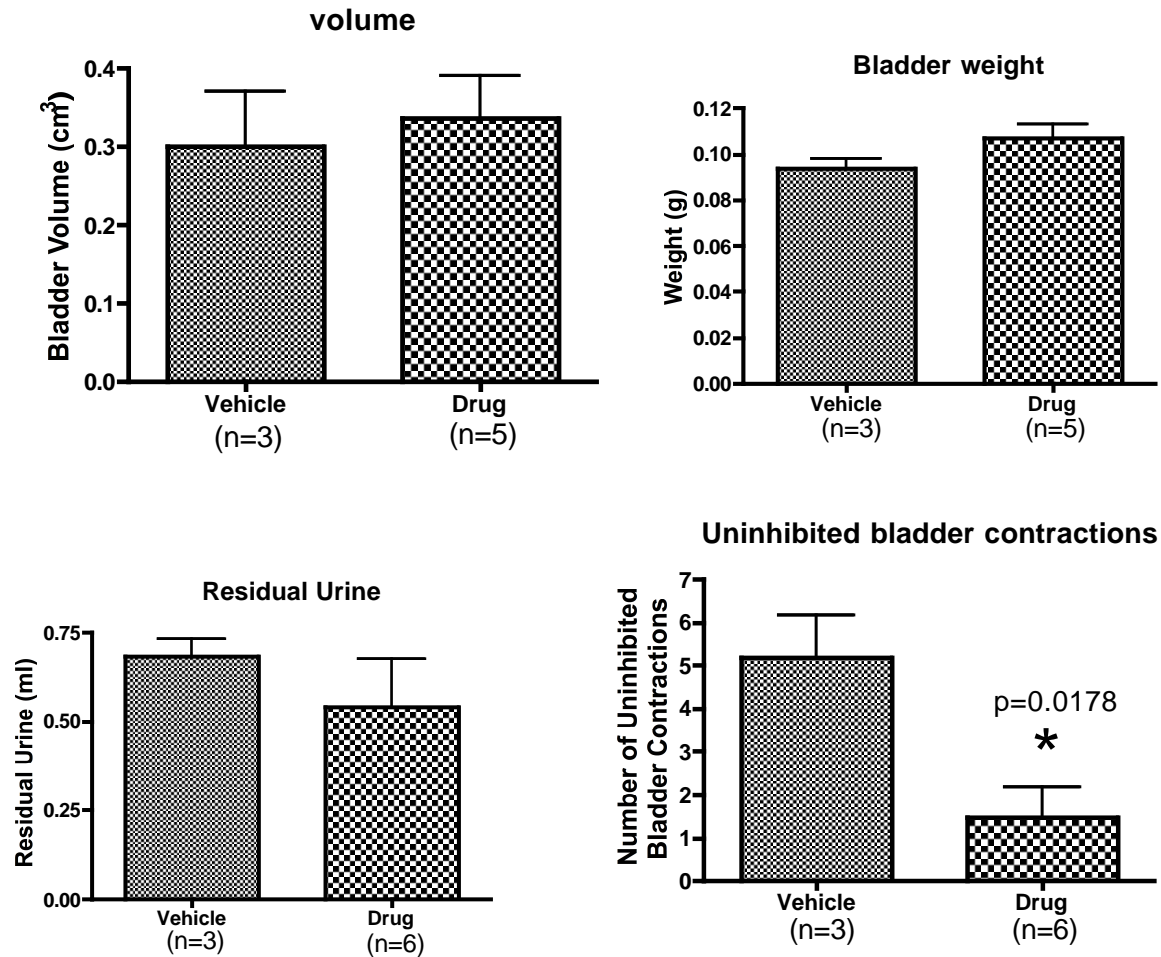 volume
Bladder Volume (cm³)
0.4
0.3
0.2
0.1
0.0
Vehicle
(n=3)
Drug
(n=5)
Bladder weight
Weight (g)
0.12
0.10
0.08
0.06
0.04
0.02
0.00
Vehicle
(n=3)
Drug
(n=5)
Residual Urine
Residual Urine (ml)
0.75
0.50
0.25
0.00
Vehicle
(n=3)
Drug
(n=6)
Uninhibited bladder contractions
Number of Uninhibited
Bladder Contractions
7
6
5
4
3
2
1
0
p=0.0178
*
Vehicle
(n=3)
Drug
(n=6)